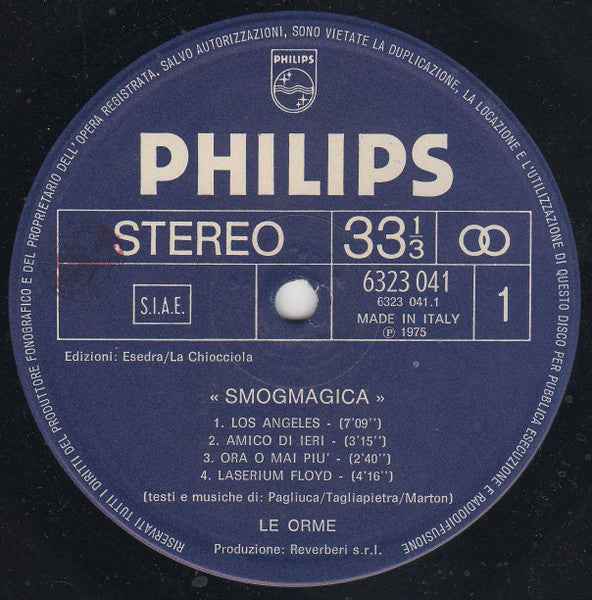 RISERVATI TUTTI I DIRITTI DEL PRODUTTORE FONOGRAFICO E DEL PROPRIETARIO DELL'OPERA REGISTRATA. SALVO AUTORIZZAZIONI, SONO VIETATE LA DUPLICAZIONE, LA LOCAZIONE E L'UTILIZZAZIONE DI QUESTO DISCO PER PUBBLICA ESECUZIONE E RADIODIFFUSIONE
PHILIPS
PHILIPS
STEREO 33 1/3
S.I.A.E. 6323 041 1
6323 041.1
MADE IN ITALY
Ⓟ 1975
Edizioni: Esedra/La Chiocciola
« SMOGMAGICA »
1. LOS ANGELES - (7'09'')
2. AMICO DI IERI - (3'15'')
3. ORA O MAI PIU' - (2'40'')
4. LASERIUM FLOYD - (4'16'')
(testi e musiche di: Pagliuca/Tagliapietra/Marton)
LE ORME
Produzione: Reverberi s.r.l.